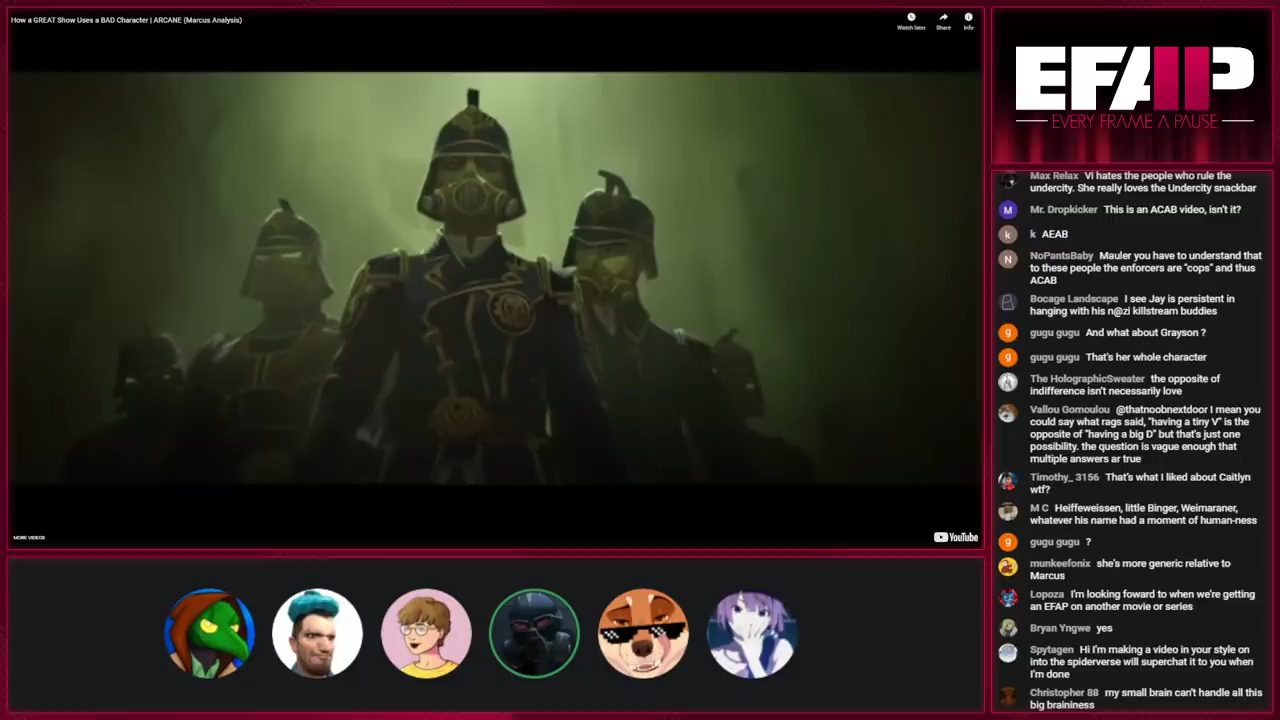 How a GREAT Show Uses a BAD Character | ARCANE (Marcus Analysis)
Watch later
Share
Info
MORE VIDEOS
YouTube
EFAP
EVERY FRAME A PAUSE
Max Relax Vi hates the people who rule the
undercity. She really loves the Undercity snackbar
M
Mr. Dropkicker This is an ACAB video, isn't it?
k
k AEAB
N
NoPantsBaby Mauler you have to understand that
to these people the enforcers are "cops" and thus
ACAB
Bocage Landscape I see Jay is persistent in
hanging with his n@zi killstream buddies
g
gugu gugu And what about Grayson ?
g
gugu gugu That's her whole character
The HolographicSweater the opposite of
indifference isn't necessarily love
Vallou Gomoulou @thatnoobnextdoor I mean you
could say what rags said, "having a tiny V" is the
opposite of "having a big D" but that's just one
possibility. the question is vague enough that
multiple answers ar true
Timothy_ 3156 That's what I liked about Caitlyn
wtf?
M C Heiffeweissen, little Binger, Weimaraner,
whatever his name had a moment of human-ness
g
gugu gugu ?
munkeefonix she's more generic relative to
Marcus
Lopoza I'm looking foward to when we're getting
an EFAP on another movie or series
Bryan Yngwe yes
Spytagen Hi I'm making a video in your style on
into the spiderverse will superchat it to you when
I'm done
Christopher 88 my small brain can't handle all this
big braininess